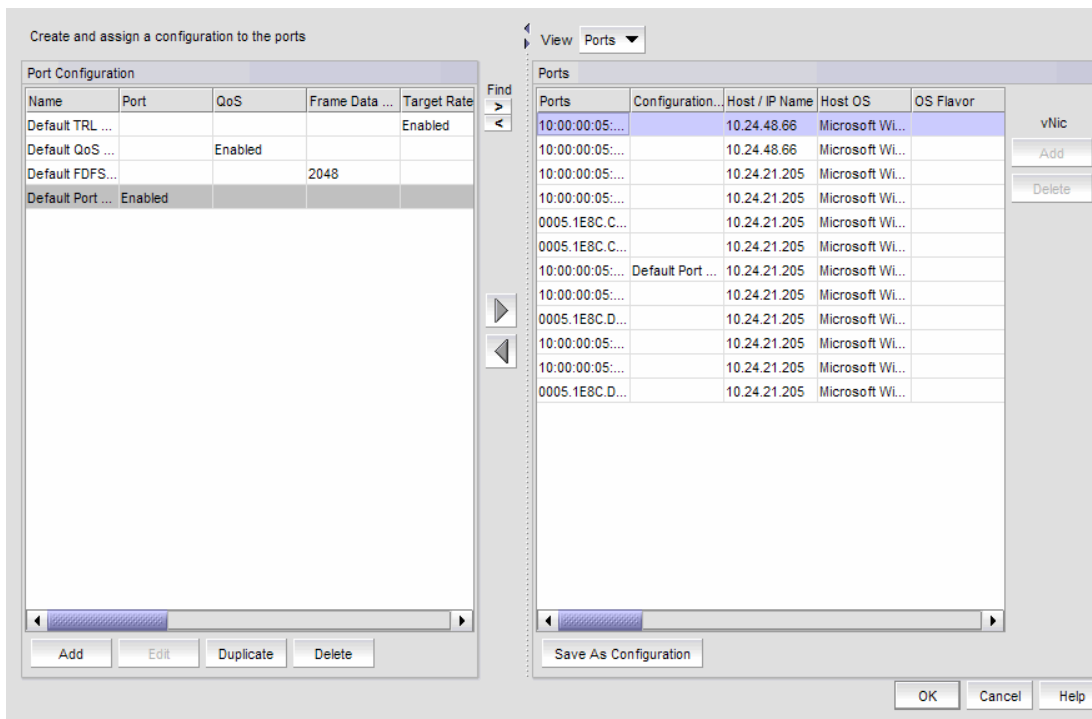 Create and assign a configuration to the ports
View Ports
Port Configuration
Name Port QoS Frame Data ... Target Rate
Default TRL ... Enabled
Default QoS ... Enabled
Default FDFS... 2048
Default Port ... Enabled
Add Edit Duplicate Delete
Find
>
<
Ports
Ports Configuration... Host / IP Name Host OS OS Flavor
10:00:00:05:... 10.24.48.66 Microsoft Wi...
10:00:00:05:... 10.24.48.66 Microsoft Wi...
10:00:00:05:... 10.24.21.205 Microsoft Wi...
10:00:00:05:... 10.24.21.205 Microsoft Wi...
0005.1E8C.C... 10.24.21.205 Microsoft Wi...
0005.1E8C.C... 10.24.21.205 Microsoft Wi...
10:00:00:05:... Default Port ... 10.24.21.205 Microsoft Wi...
10:00:00:05:... 10.24.21.205 Microsoft Wi...
0005.1E8C.D... 10.24.21.205 Microsoft Wi...
10:00:00:05:... 10.24.21.205 Microsoft Wi...
10:00:00:05:... 10.24.21.205 Microsoft Wi...
0005.1E8C.D... 10.24.21.205 Microsoft Wi...
Save As Configuration
vNic
Add
Delete
OK Cancel Help